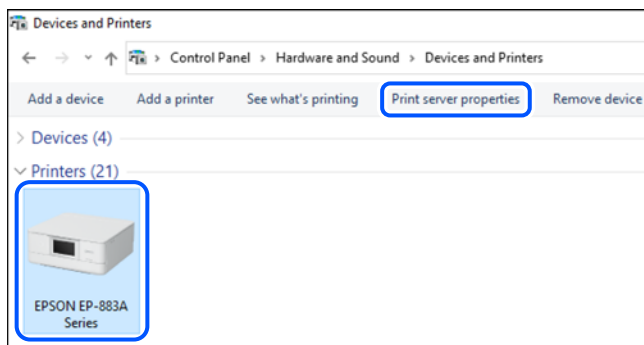 Devices and Printers
Control Panel > Hardware and Sound > Devices and Printers
Add a device Add a printer See what's printing Print server properties Remove device
Devices (4)
Printers (21)
EPSON EP-883A
Series